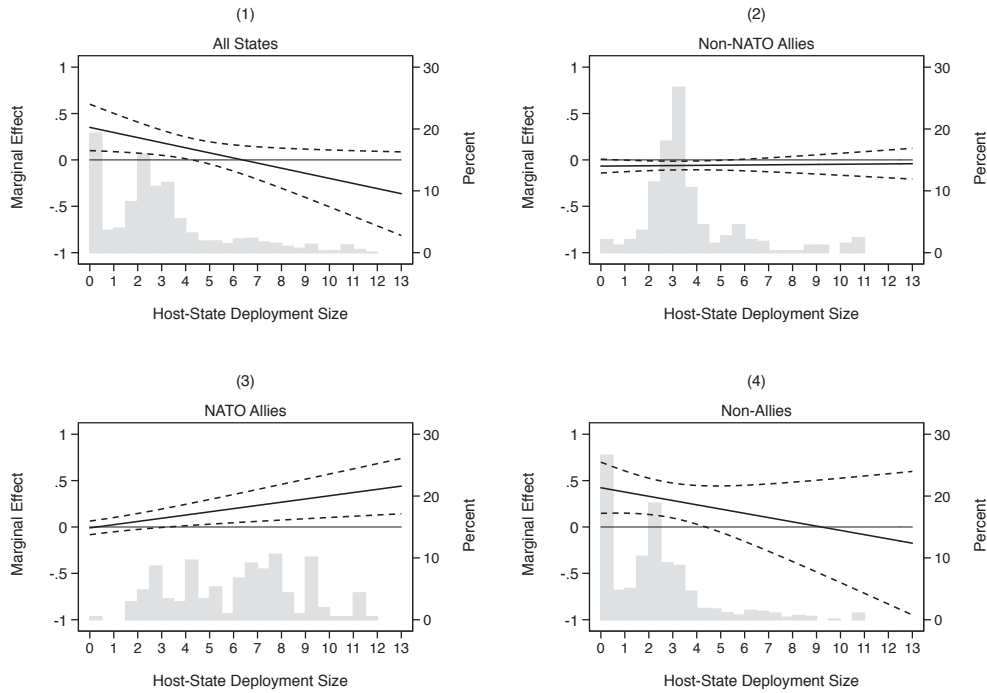 (1)
All States
1
.5
0
-.5
-1
Marginal Effect
30
20
10
0
Percent
0 1 2 3 4 5 6 7 8 9 10 11 12 13
Host-State Deployment Size
(2)
Non-NATO Allies
1
.5
0
-.5
-1
Marginal Effect
30
20
10
0
Percent
0 1 2 3 4 5 6 7 8 9 10 11 12 13
Host-State Deployment Size
(3)
NATO Allies
1
.5
0
-.5
-1
Marginal Effect
30
20
10
0
Percent
0 1 2 3 4 5 6 7 8 9 10 11 12 13
Host-State Deployment Size
(4)
Non-Allies
1
.5
0
-.5
-1
Marginal Effect
30
20
10
0
Percent
0 1 2 3 4 5 6 7 8 9 10 11 12 13
Host-State Deployment Size